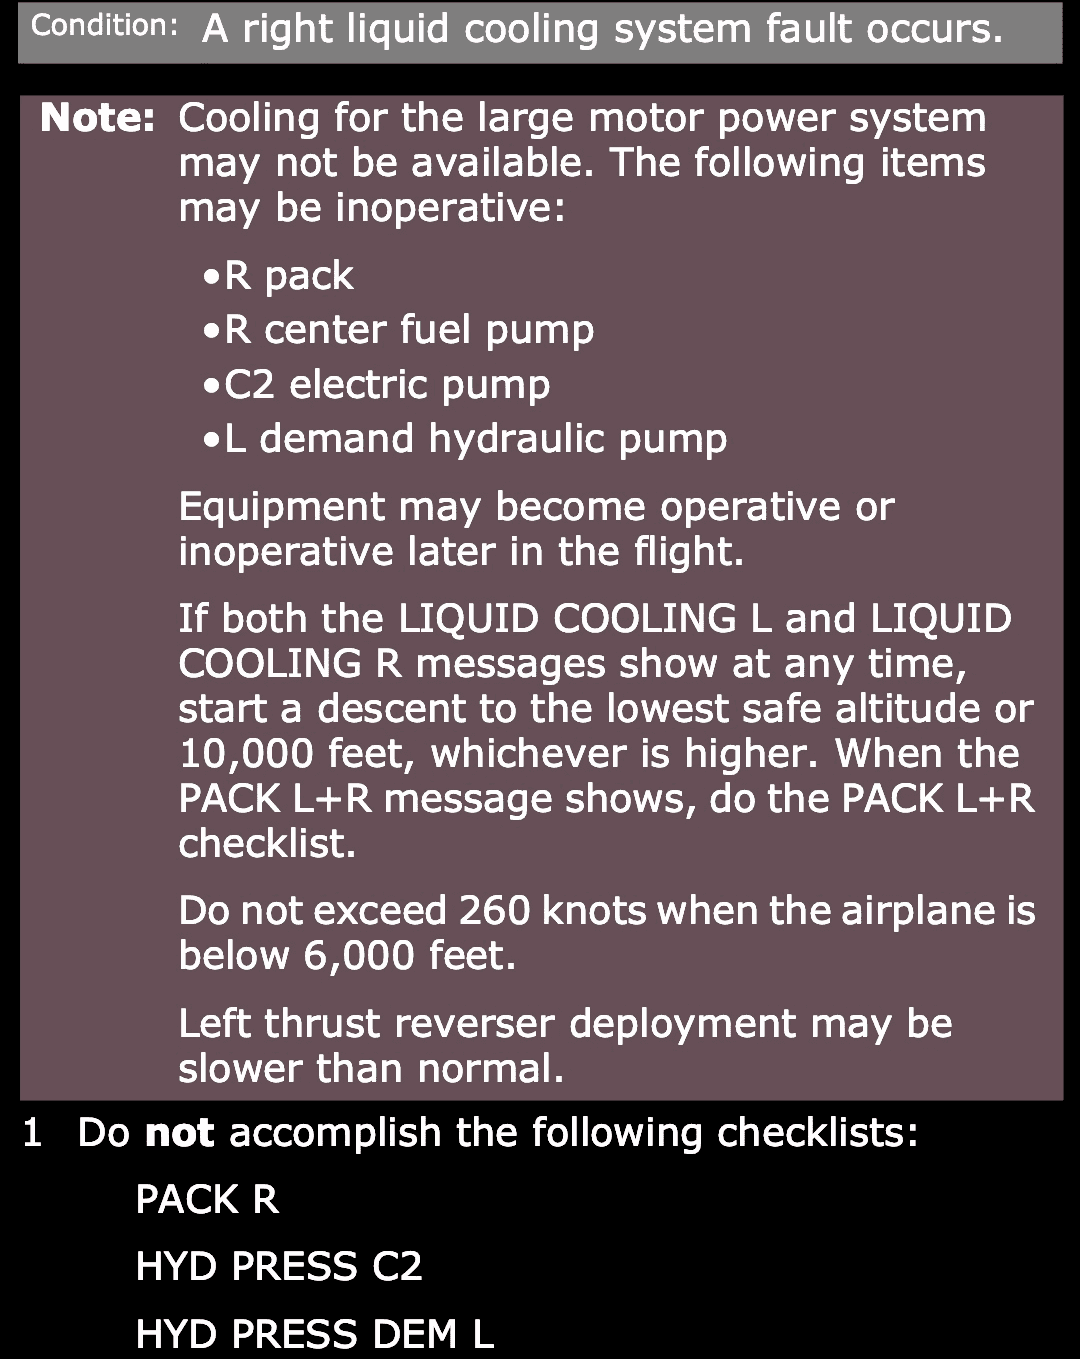 Condition: A right liquid cooling system fault occurs.
Note: Cooling for the large motor power system
may not be available. The following items
may be inoperative:
•R pack
•R center fuel pump
•C2 electric pump
•L demand hydraulic pump
Equipment may become operative or
inoperative later in the flight.
If both the LIQUID COOLING L and LIQUID
COOLING R messages show at any time,
start a descent to the lowest safe altitude or
10,000 feet, whichever is higher. When the
PACK L+R message shows, do the PACK L+R
checklist.
Do not exceed 260 knots when the airplane is
below 6,000 feet.
Left thrust reverser deployment may be
slower than normal.
1 Do not accomplish the following checklists:
PACK R
HYD PRESS C2
HYD PRESS DEM L